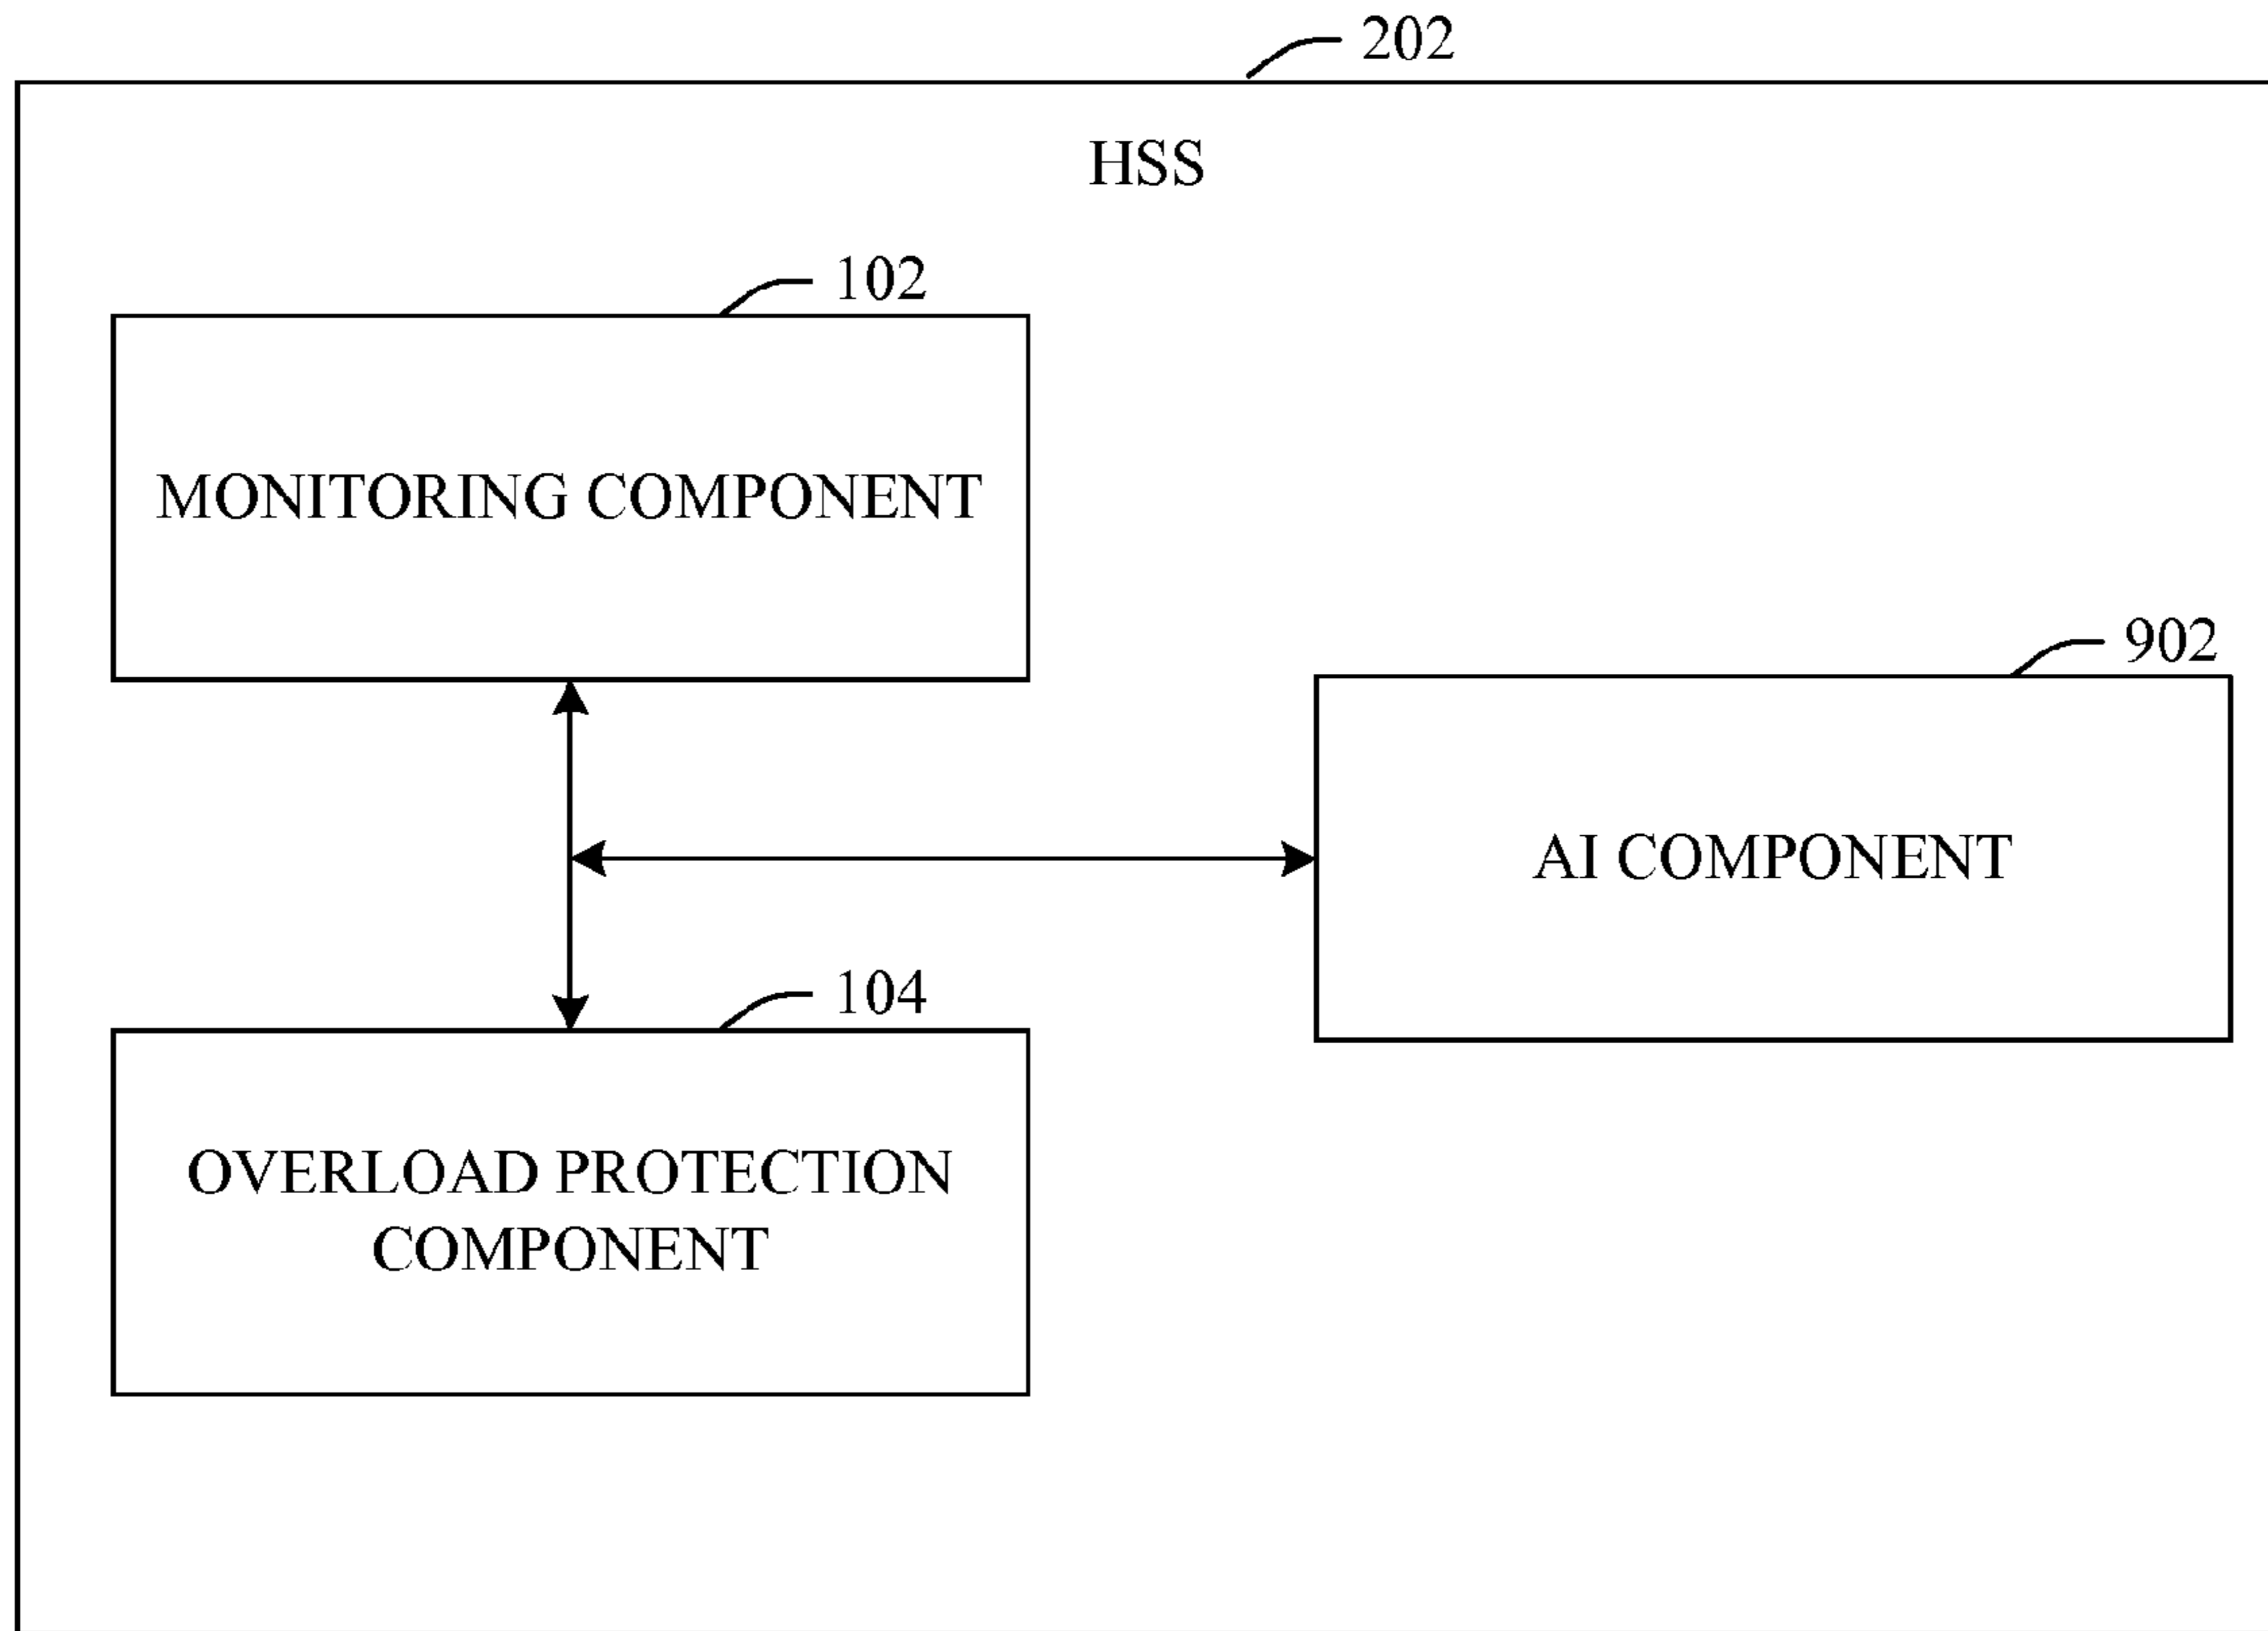 202
HSS
102
MONITORING COMPONENT
902
AI COMPONENT
104
OVERLOAD PROTECTION
COMPONENT